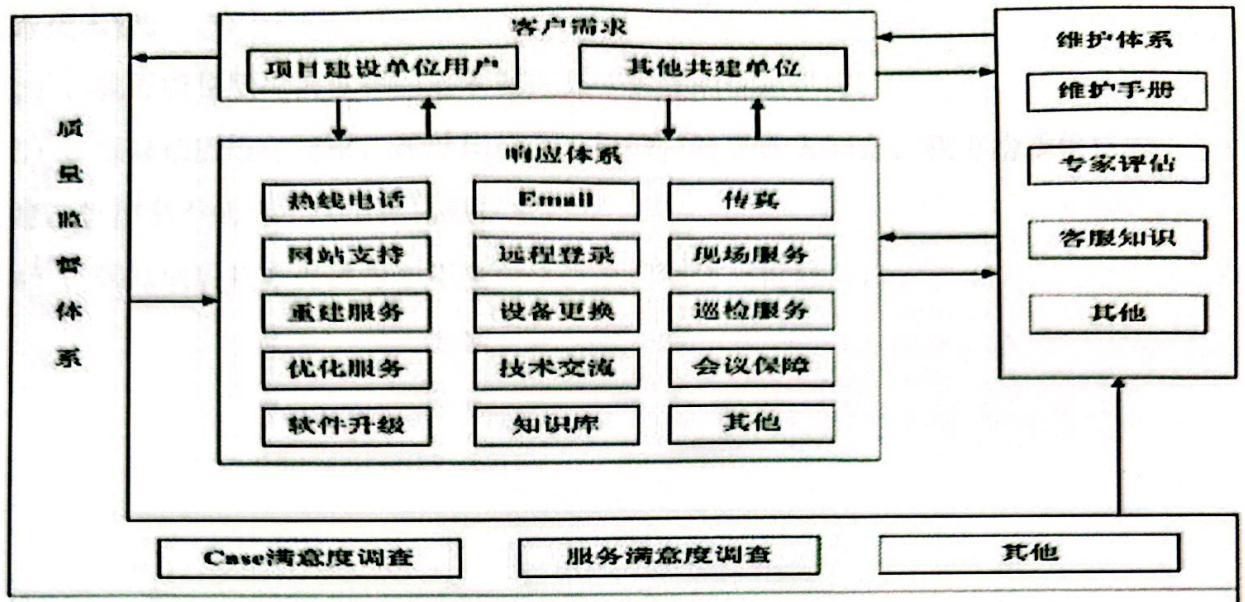 客户需求
项目建设单位用户
其他共建单位
质量监督体系
响应体系
热线电话
Email
传真
网站支持
远程登录
现场服务
重建服务
设备更换
巡检服务
优化服务
技术交流
会议保障
软件升级
知识库
其他
维护体系
维护手册
专家评估
客服知识
其他
Case满意度调查
服务满意度调查
其他